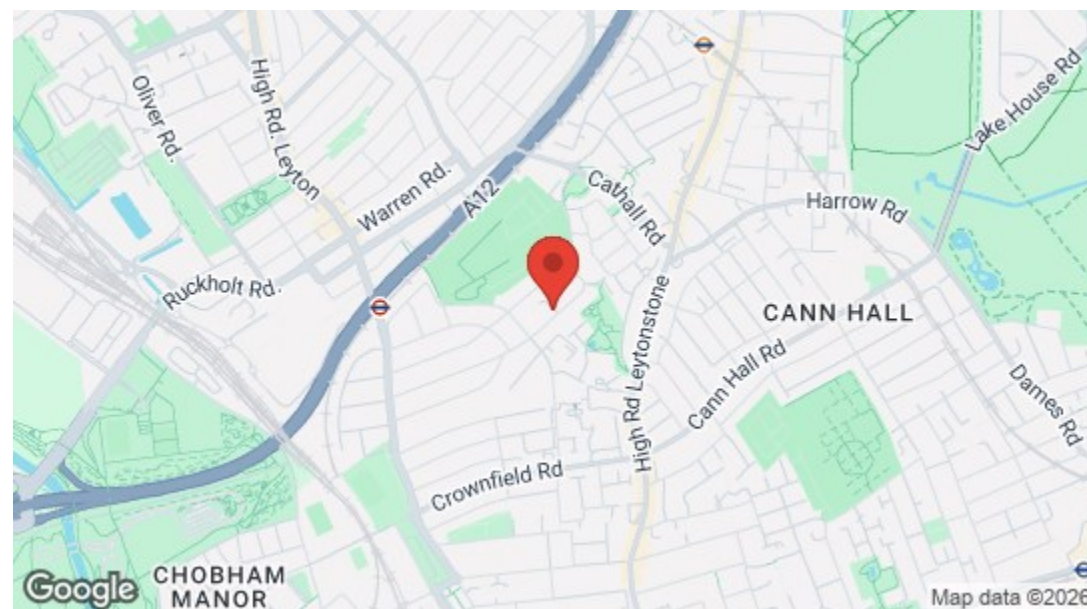 Oliver Rd.
High Rd. Leyton
Warren Rd.
A12
Ruckholt Rd.
Cathall Rd
Harrow Rd
Lake House Rd
CANN HALL
Cann Hall Rd
High Rd Leytonstone
Dames Rd
Crownfield Rd
CHOBHAM
MANOR
Google
Map data ©2026